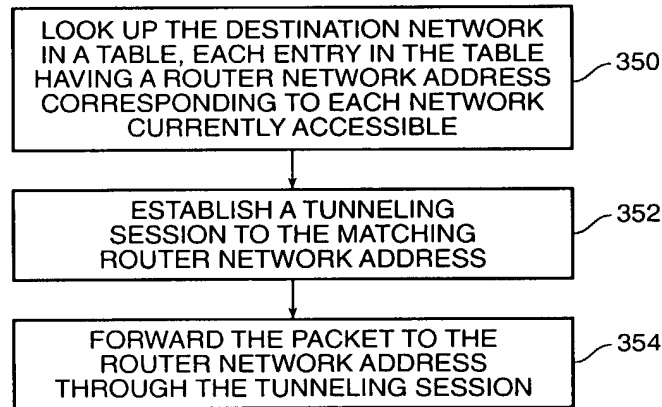 LOOK UP THE DESTINATION NETWORK
IN A TABLE, EACH ENTRY IN THE TABLE
HAVING A ROUTER NETWORK ADDRESS
CORRESPONDING TO EACH NETWORK
CURRENTLY ACCESSIBLE
350
ESTABLISH A TUNNELING
SESSION TO THE MATCHING
ROUTER NETWORK ADDRESS
352
FORWARD THE PACKET TO THE
ROUTER NETWORK ADDRESS
THROUGH THE TUNNELING SESSION
354